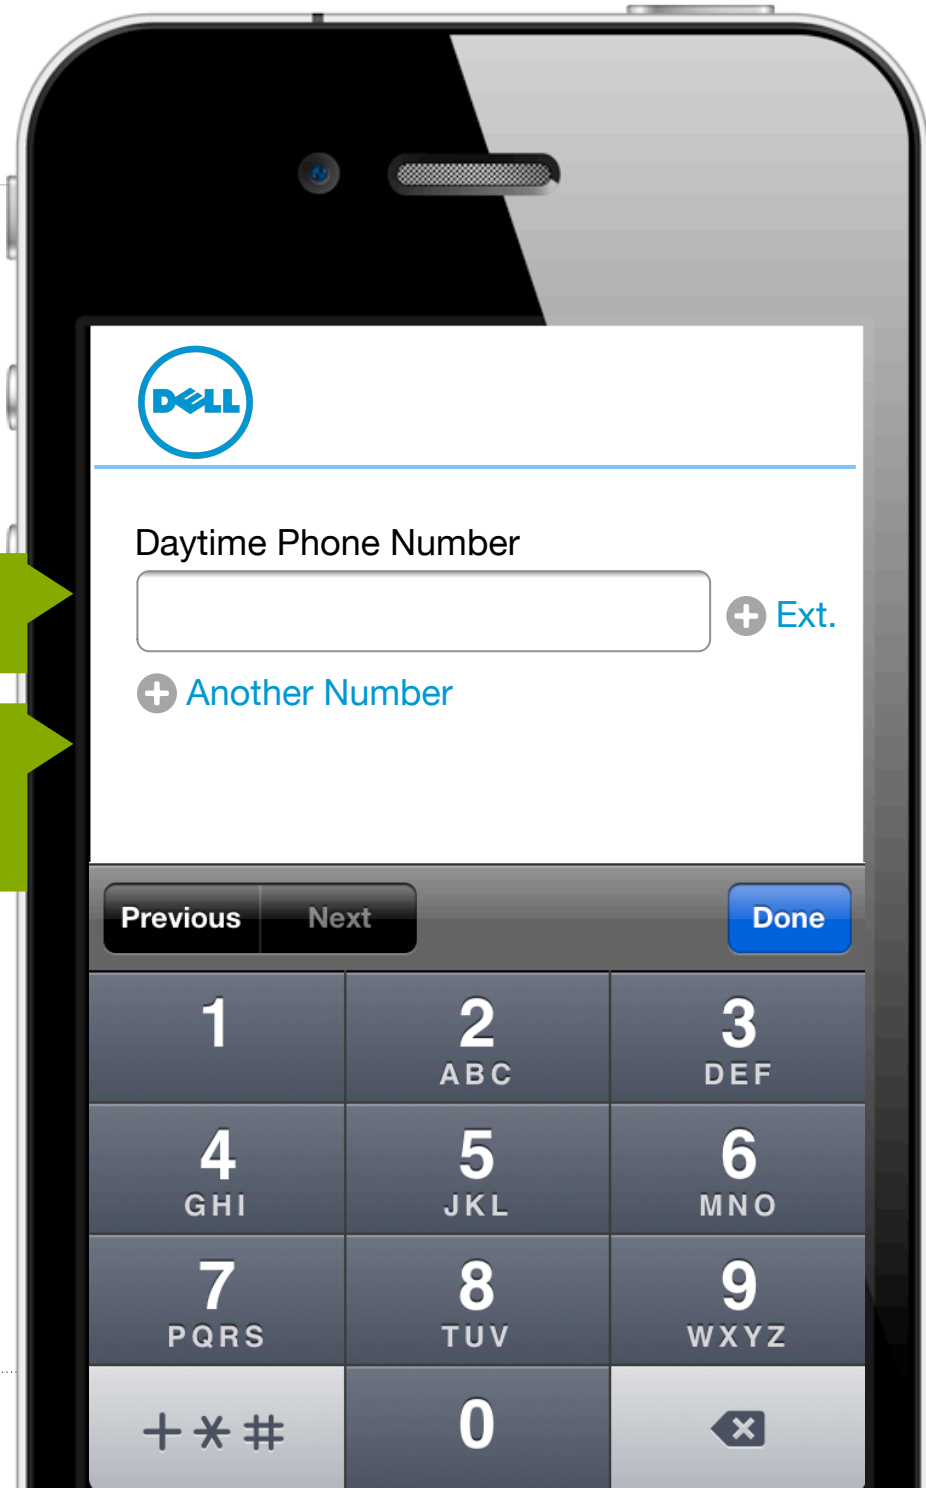 DELL
Daytime Phone Number
Ext.
Another Number
Previous Next Done
1 2 3
ABC DEF
4 5 6
GHI JKL MNO
7 8 9
PQRS TUV WXYZ
+*# 0